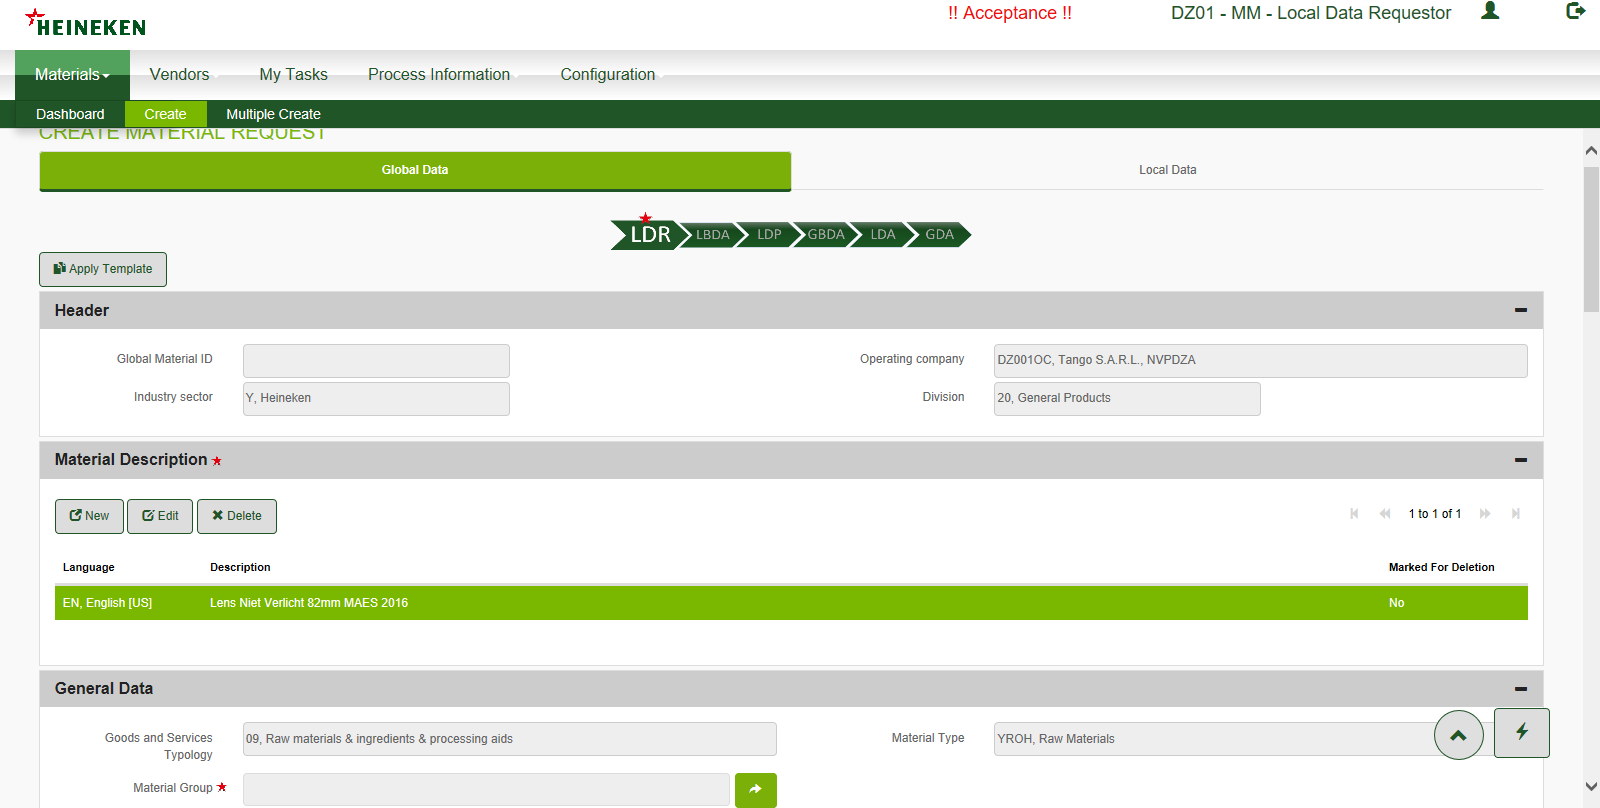 HEINEKEN
!! Acceptance !!
DZ01 - MM - Local Data Requestor
Materials
Vendors
My Tasks
Process Information
Configuration
Dashboard
Create
Multiple Create
CREATE MATERIAL REQUEST
Global Data
Local Data
LDR
LBDA
LDP
GBDA
LDA
GDA
Apply Template
Header
Global Material ID
Operating company
DZ001OC, Tango S.A.R.L., NVPDZA
Industry sector
Y, Heineken
Division
20, General Products
Material Description
New
Edit
Delete
1 to 1 of 1
Language
Description
Marked For Deletion
EN, English [US]
Lens Niet Verlicht 82mm MAES 2016
No
General Data
Goods and Services
Typology
09, Raw materials & ingredients & processing aids
Material Type
YROH, Raw Materials
Material Group